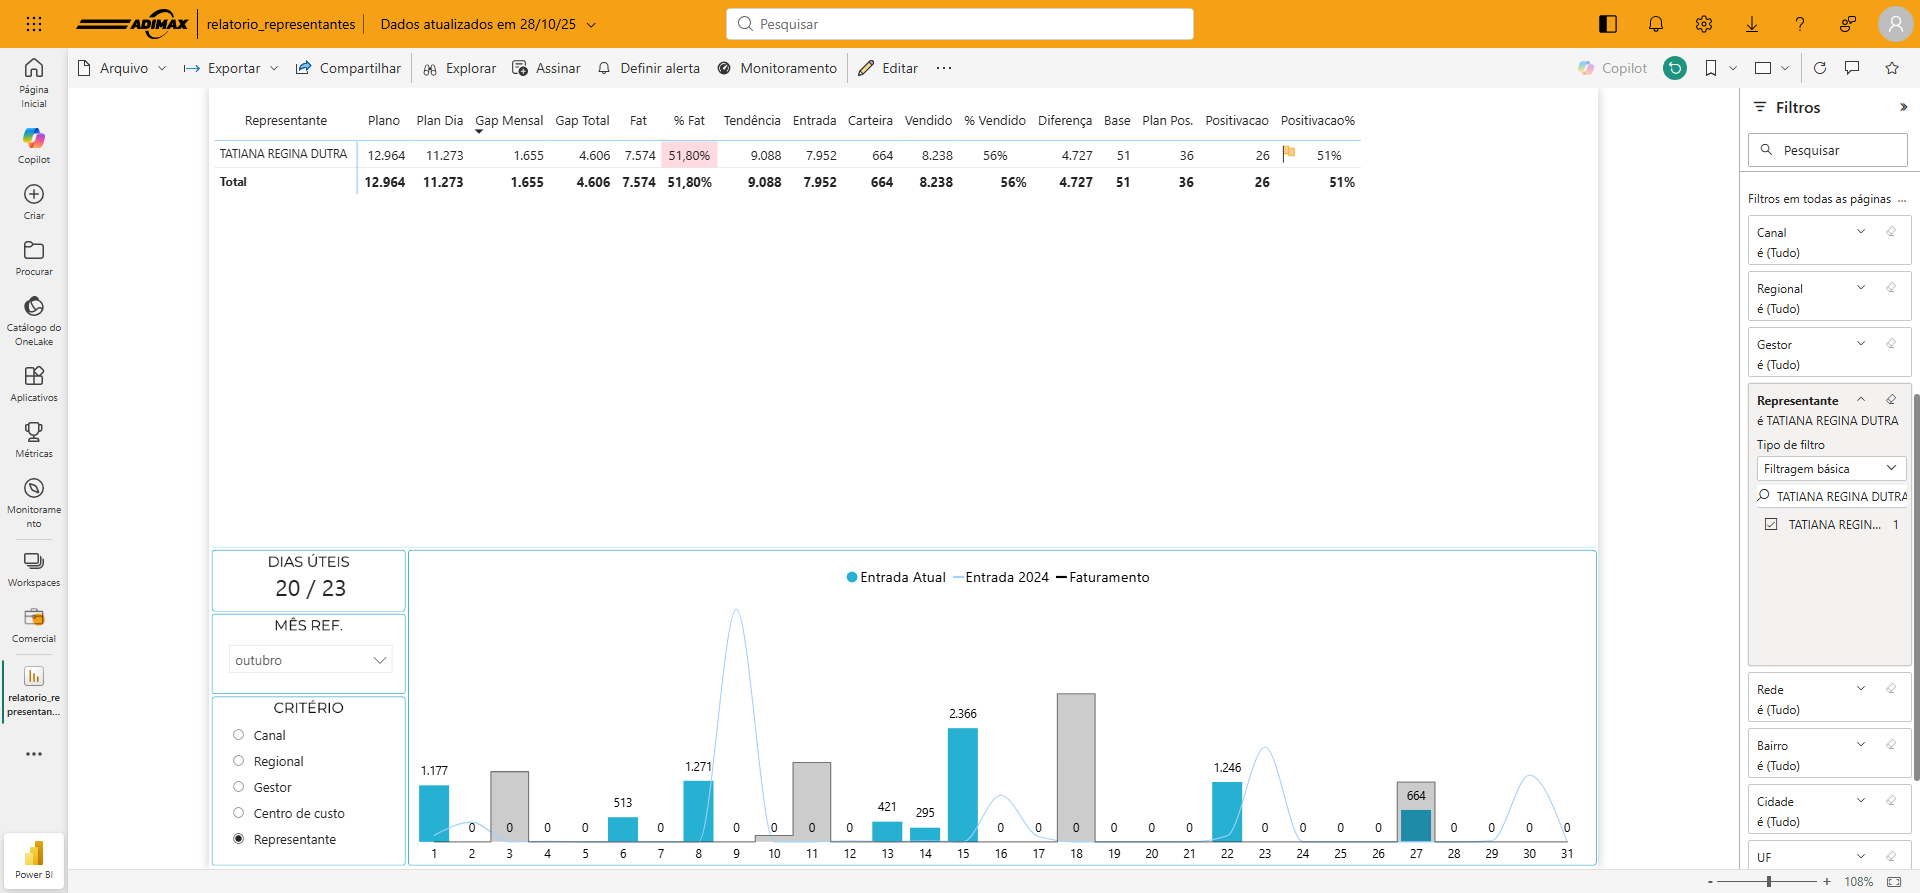 ADIMAX
relatorio_representantes
Dados atualizados em 28/10/25
Pesquisar
Arquivo
Exportar
Compartilhar
Explorar
Assinar
Definir alerta
Monitoramento
Editar
Copilot
Página
Inicial
Copilot
Criar
Procurar
Catálogo do
OneLake
Aplicativos
Métricas
Monitorame
nto
Workspaces
Comercial
relatorio_re
presentan...
Power BI
Representante Plano Plan Dia Gap Mensal Gap Total Fat % Fat Tendência Entrada Carteira Vendido % Vendido Diferença Base Plan Pos. Positivacao Positivacao%
TATIANA REGINA DUTRA 12.964 11.273 1.655 4.606 7.574 51,80% 9.088 7.952 664 8.238 56% 4.727 51 36 26 51%
Total 12.964 11.273 1.655 4.606 7.574 51,80% 9.088 7.952 664 8.238 56% 4.727 51 36 26 51%
DIAS ÚTEIS
20 / 23
MÊS REF.
outubro
CRITÉRIO
Canal
Regional
Gestor
Centro de custo
Representante
Entrada Atual Entrada 2024 Faturamento
1.177 0 0 0 0 513 0 1.271 0 0 0 0 421 295 2.366 0 0 0 0 0 0 1.246 0 0 0 0 664 0 0 0 0
1 2 3 4 5 6 7 8 9 10 11 12 13 14 15 16 17 18 19 20 21 22 23 24 25 26 27 28 29 30 31
Filtros
Pesquisar
Filtros em todas as páginas ...
Canal
é (Tudo)
Regional
é (Tudo)
Gestor
é (Tudo)
Representante
é TATIANA REGINA DUTRA
Tipo de filtro
Filtragem básica
TATIANA REGINA DUTRA
TATIANA REGIN... 1
Rede
é (Tudo)
Bairro
é (Tudo)
Cidade
é (Tudo)
UF
- + 108%